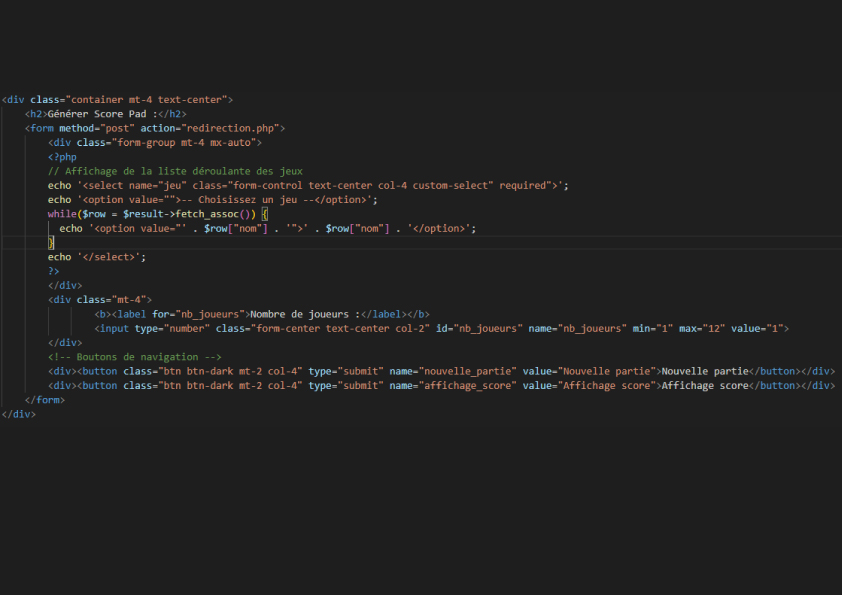 <div class="container mt-4 text-center">
<h2>Générer Score Pad :</h2>
<form method="post" action="redirection.php">
<div class="form-group mt-4 mx-auto">
<?php
// Affichage de la liste déroulante des jeux
echo '<select name="jeu" class="form-control text-center col-4 custom-select" required>';
echo '<option value="">-- Choisissez un jeu --</option>';
while($row = $result->fetch_assoc()) {
echo '<option value="' . $row["nom"] . '">' . $row["nom"] . '</option>';
}
echo '</select>';
?>
</div>
<div class="mt-4">
<b><label for="nb_joueurs">Nombre de joueurs :</label></b>
<input type="number" class="form-center text-center col-2" id="nb_joueurs" name="nb_joueurs" min="1" max="12" value="1">
</div>
<!-- Boutons de navigation -->
<div><button class="btn btn-dark mt-2 col-4" type="submit" name="nouvelle_partie" value="Nouvelle partie">Nouvelle partie</button></div>
<div><button class="btn btn-dark mt-2 col-4" type="submit" name="affichage_score" value="Affichage score">Affichage score</button></div>
</form>
</div>